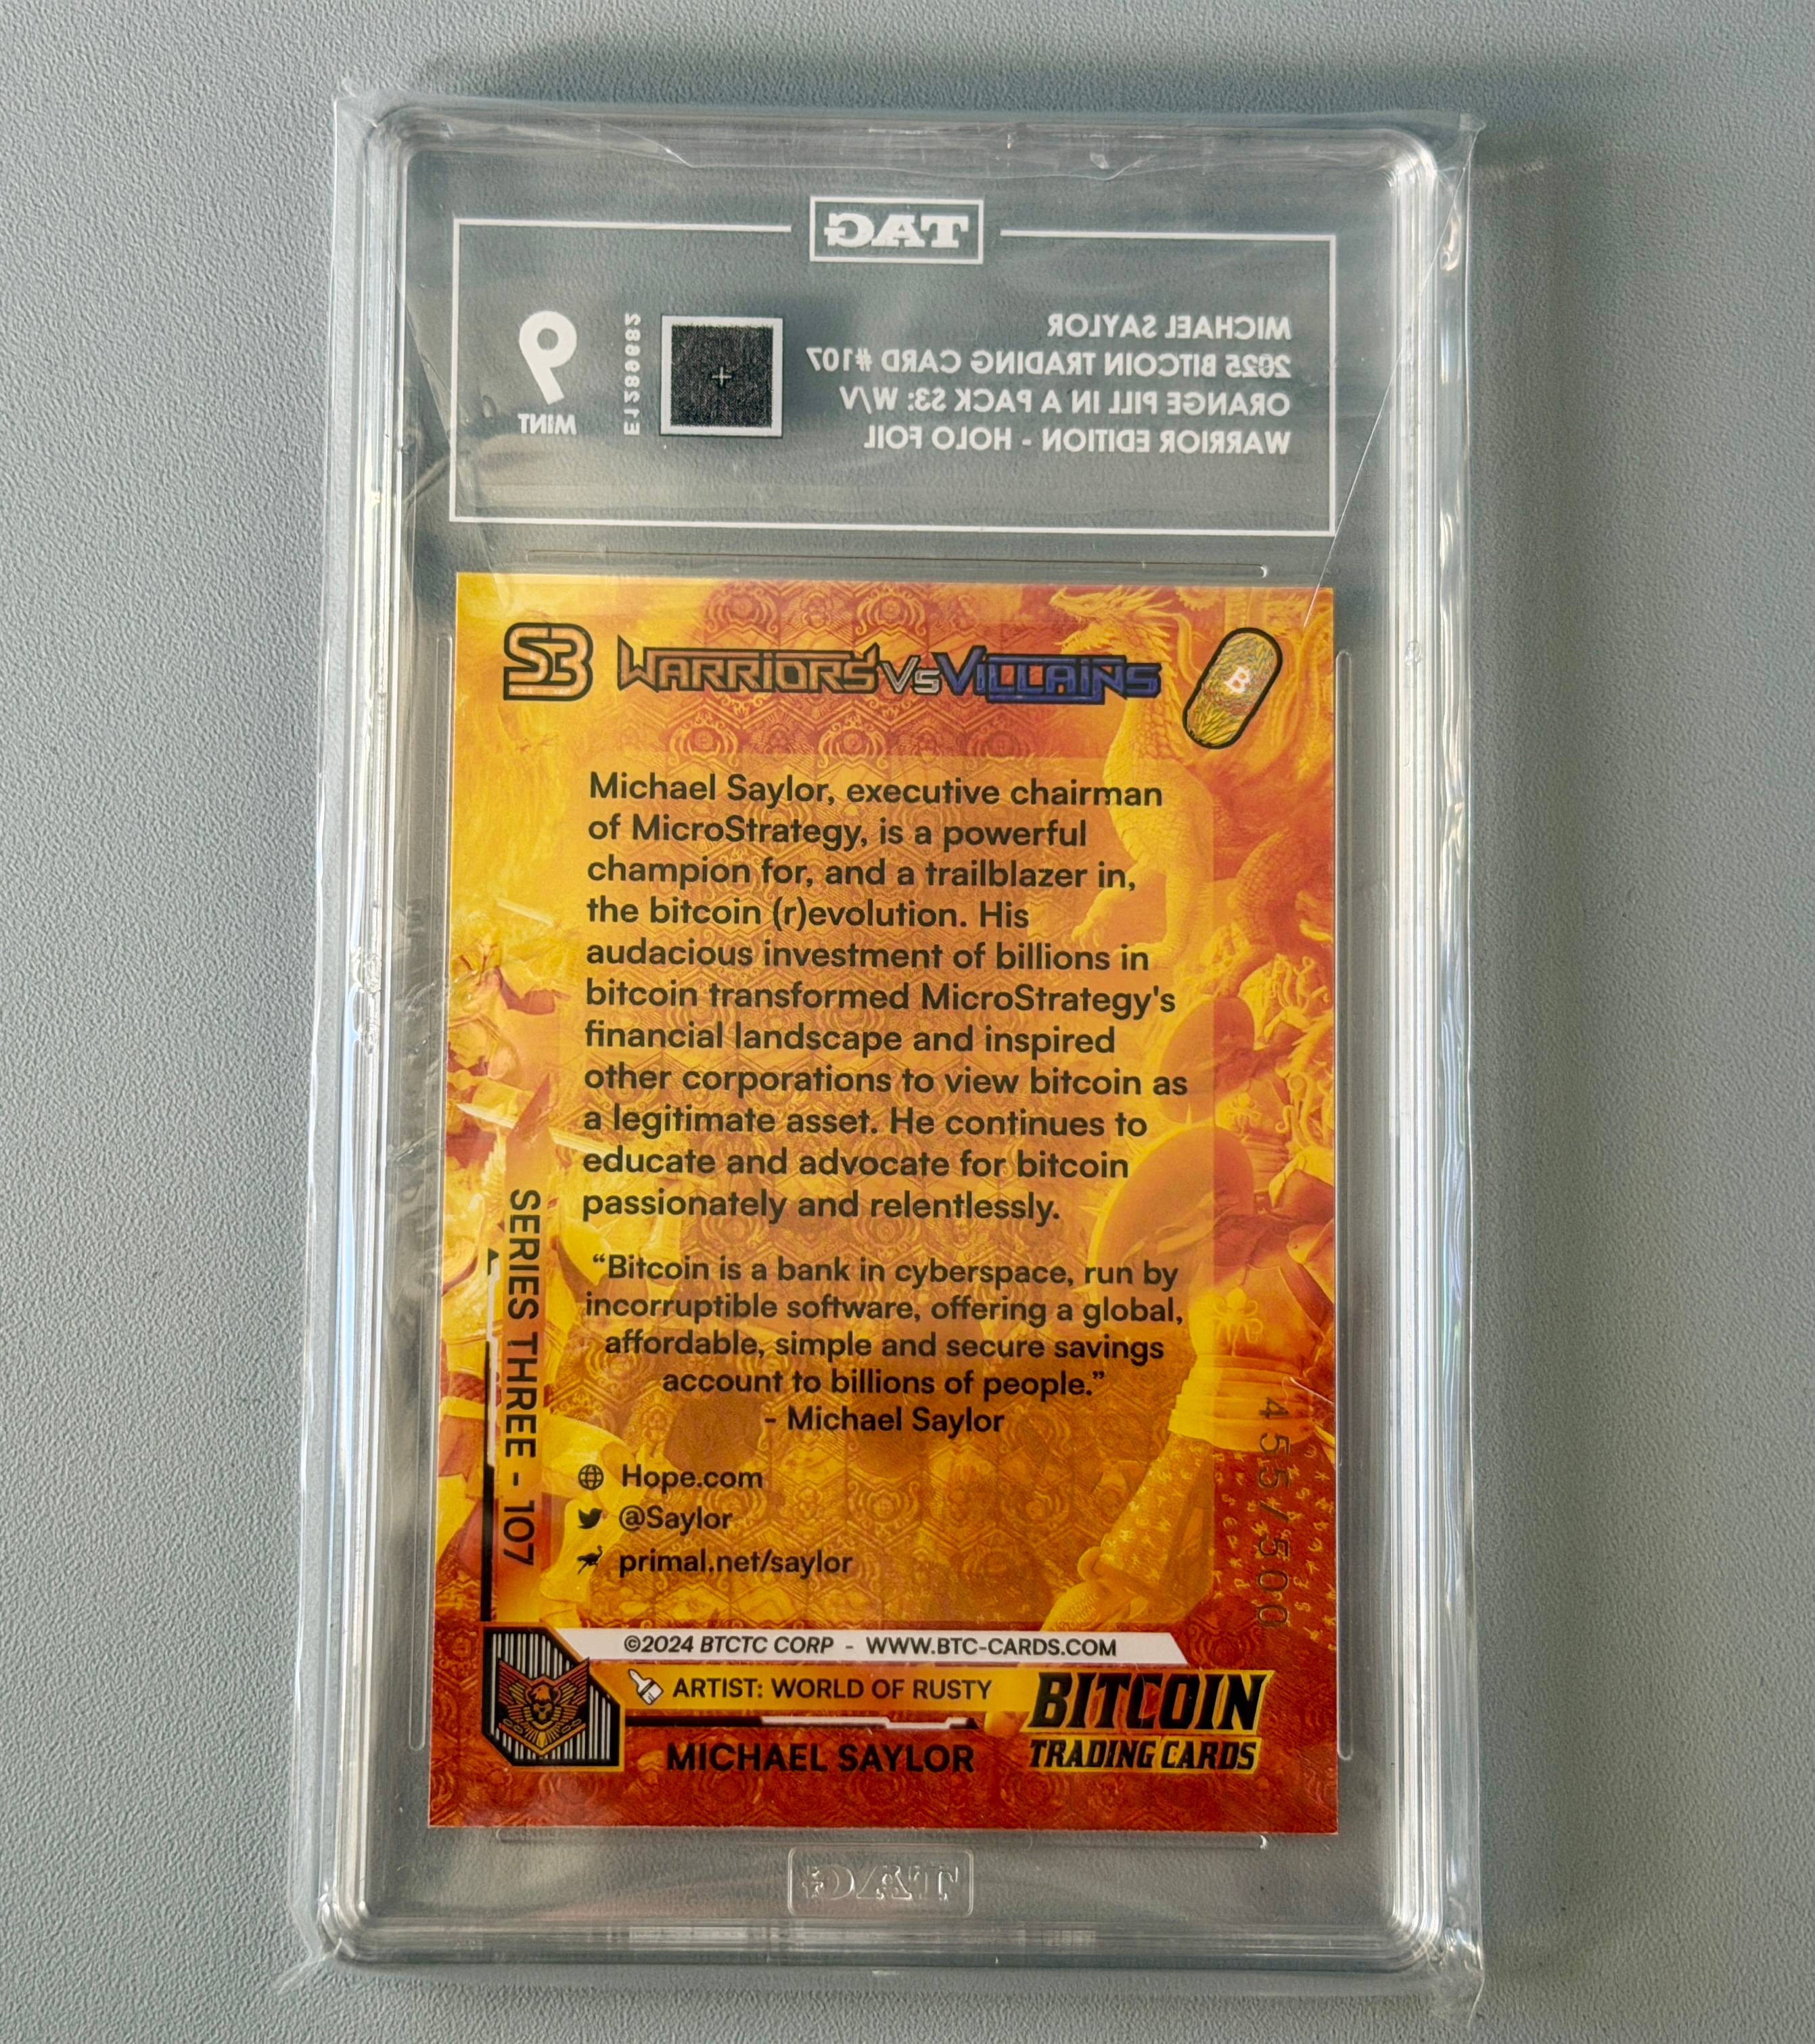 TAG
MICHAEL SAYLOR
2025 BITCOIN TRADING CARD #107
ORANGE PILL IN A PACK S3: W/V
WARRIOR EDITION - HOLO FOIL
E1289682
9
MINT
S3 WARRIORS VS VILLAINS
B
Michael Saylor, executive chairman
of MicroStrategy, is a powerful
champion for, and a trailblazer in,
the bitcoin (r)evolution. His
audacious investment of billions in
bitcoin transformed MicroStrategy's
financial landscape and inspired
other corporations to view bitcoin as
a legitimate asset. He continues to
educate and advocate for bitcoin
passionately and relentlessly.
“Bitcoin is a bank in cyberspace, run by
incorruptible software, offering a global,
affordable, simple and secure savings
account to billions of people.”
- Michael Saylor
Hope.com
@Saylor
primal.net/saylor
SERIES THREE - 107
455/500
©2024 BTCTC CORP - WWW.BTC-CARDS.COM
ARTIST: WORLD OF RUSTY
MICHAEL SAYLOR
BITCOIN
TRADING CARDS
TAG